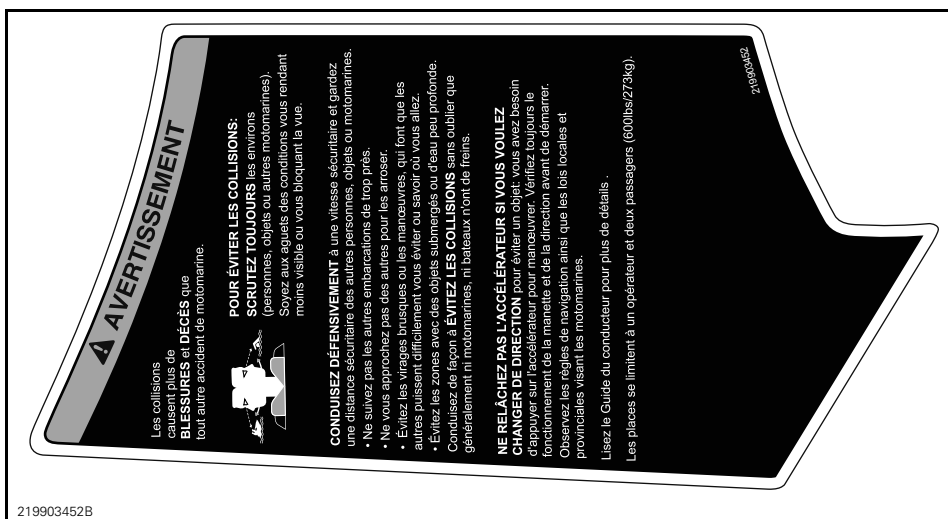 AVERTISSEMENT
Les collisions
causent plus de
BLESSURES et DÉCÈS que
tout autre accident de motomarine.
POUR ÉVITER LES COLLISIONS:
SCRUTEZ TOUJOURS les environs
(personnes, objets ou autres motomarines).
Soyez aux aguets des conditions vous rendant
moins visible ou vous bloquant la vue.
CONDUISEZ DÉFENSIVEMENT à une vitesse sécuritaire et gardez
une distance sécuritaire des autres personnes, objets ou motomarines.
• Ne suivez pas les autres embarcations de trop près.
• Ne vous approchez pas des autres pour les arroser.
• Évitez les virages brusques ou les manœuvres, qui font que les
autres puissent difficilement vous éviter ou savoir où vous allez.
• Évitez les zones avec des objets submergés ou d'eau peu profonde.
Conduisez de façon à ÉVITEZ LES COLLISIONS sans oublier que
généralement ni motomarines, ni bateaux n'ont de freins.
NE RELÂCHEZ PAS L'ACCÉLÉRATEUR SI VOUS VOULEZ
CHANGER DE DIRECTION pour éviter un objet: vous avez besoin
d'appuyer sur l'accélérateur pour manœuvrer. Vérifiez toujours le
fonctionnement de la manette et de la direction avant de démarrer.
Observez les règles de navigation ainsi que les lois locales et
provinciales visant les motomarines.
Lisez le Guide du conducteur pour plus de détails .
Les places se limitent à un opérateur et deux passagers (600lbs/273kg).
219903452
219903452B